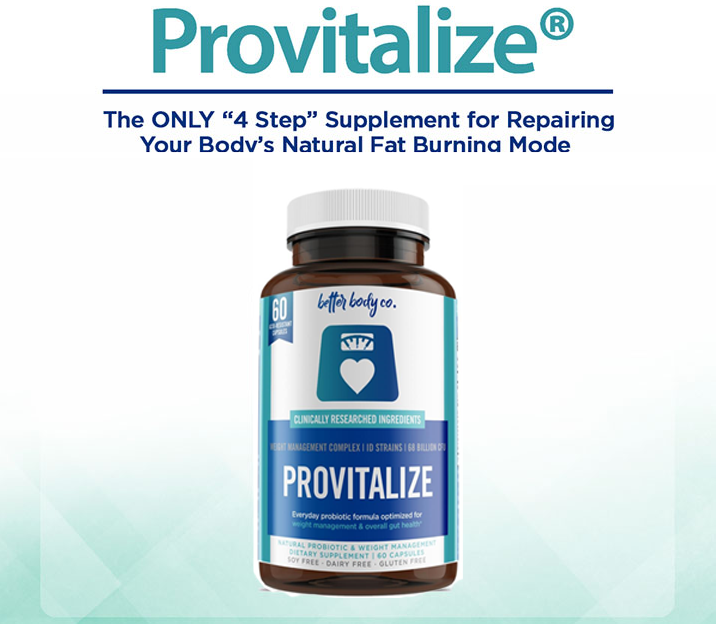 Provitalize®
The ONLY “4 Step” Supplement for Repairing
Your Body’s Natural Fat Burning Mode
better body co.
60
CAPSULES
CLINICALLY RESEARCHED INGREDIENTS
WEIGHT MANAGEMENT COMPLEX | 10 STRAINS | 68 BILLION CFU
PROVITALIZE
Everyday probiotic formula optimized for
weight management & overall gut health*
NATURAL PROBIOTIC & WEIGHT MANAGEMENT
DIETARY SUPPLEMENT | 60 CAPSULES
SOY FREE · DAIRY FREE · GLUTEN FREE